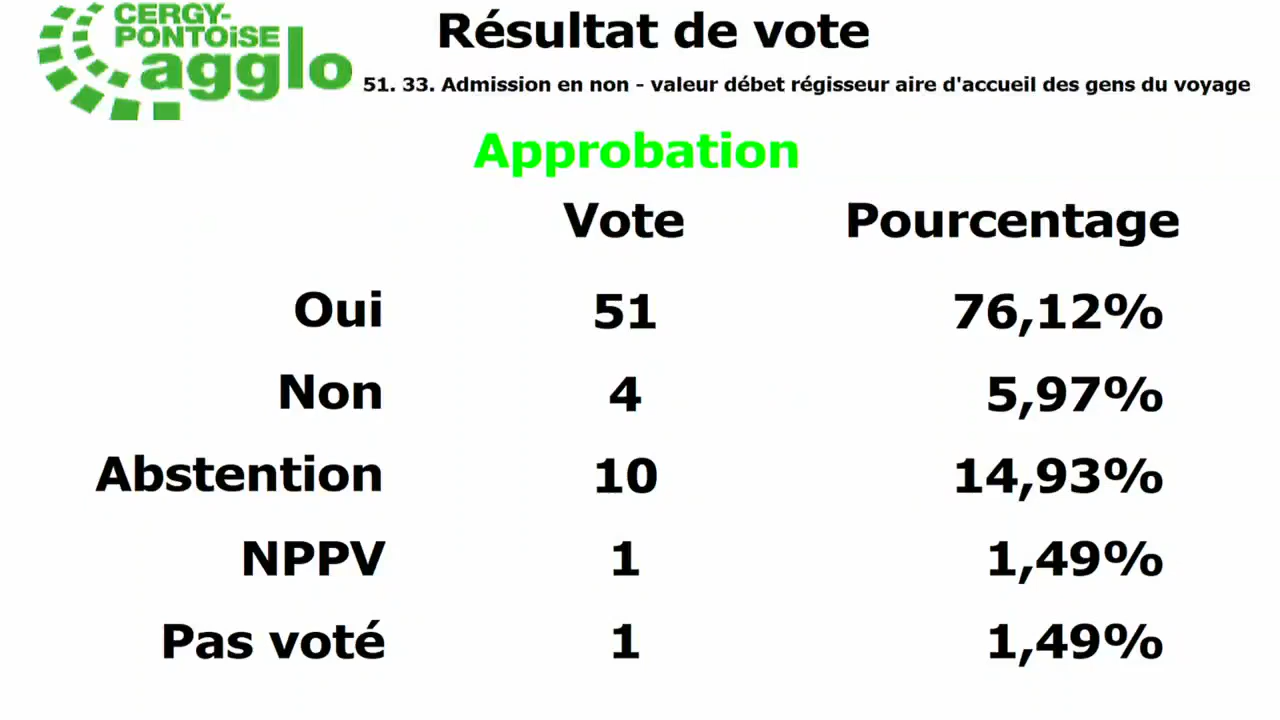 CERGY-
PONTOiSE
agglo
Résultat de vote
51. 33. Admission en non - valeur débet régisseur aire d'accueil des gens du voyage
Approbation
Vote Pourcentage
Oui 51 76,12%
Non 4 5,97%
Abstention 10 14,93%
NPPV 1 1,49%
Pas voté 1 1,49%